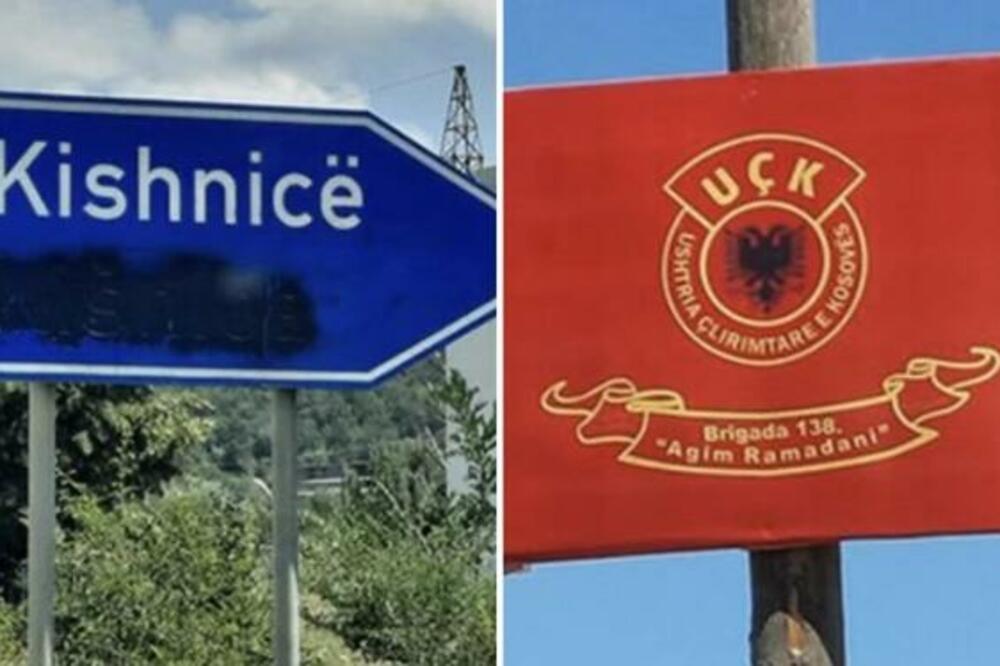 Kishnicë
UÇK
USHTRIA ÇLIRIMTARE E KOSOVËS
Brigada 138.
"Agim Ramadani"